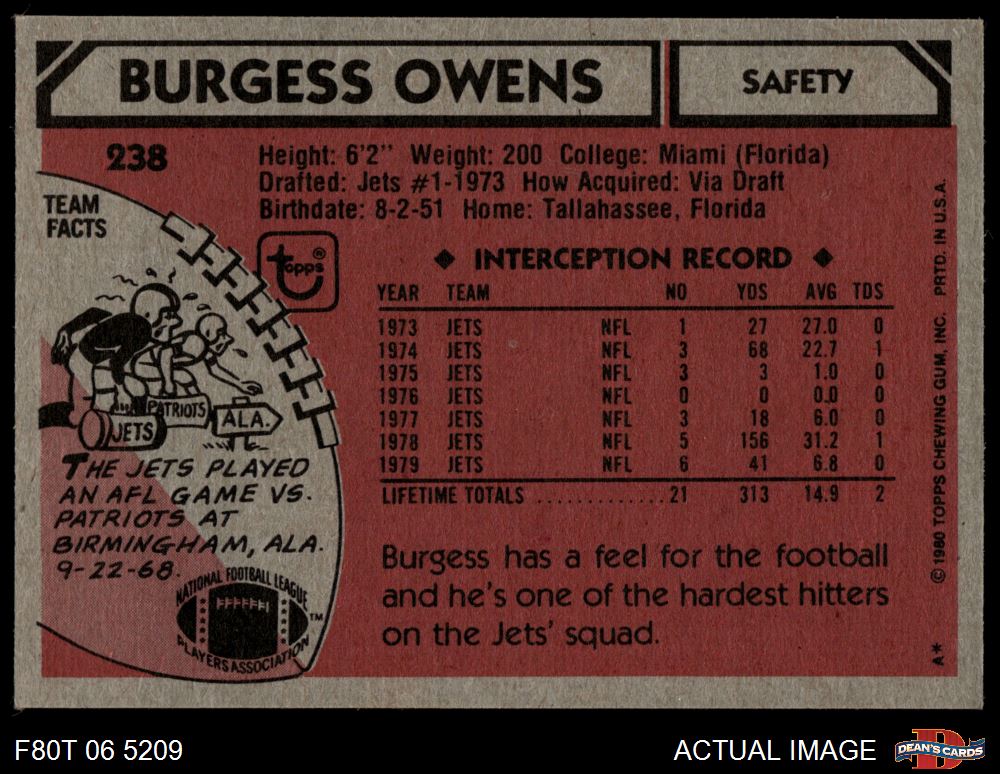 BURGESS OWENS
SAFETY
238
Height: 6'2" Weight: 200 College: Miami (Florida)
Drafted: Jets #1-1973 How Acquired: Via Draft
Birthdate: 8-2-51 Home: Tallahassee, Florida
TEAM
FACTS
topps®
◆ INTERCEPTION RECORD ◆
YEAR TEAM NO YDS AVG TDS
1973 JETS NFL 1 27 27.0 0
1974 JETS NFL 3 68 22.7 1
1975 JETS NFL 3 3 1.0 0
1976 JETS NFL 0 0 0.0 0
1977 JETS NFL 3 18 6.0 0
1978 JETS NFL 5 156 31.2 1
1979 JETS NFL 6 41 6.8 0
LIFETIME TOTALS .............. 21 313 14.9 2
JETS
PATRIOTS
ALA.
THE JETS PLAYED
AN AFL GAME VS.
PATRIOTS AT
BIRMINGHAM, ALA.
9-22-68.
NATIONAL FOOTBALL LEAGUE
PLAYERS ASSOCIATION
TM
Burgess has a feel for the football
and he's one of the hardest hitters
on the Jets' squad.
A* © 1980 TOPPS CHEWING GUM, INC. PRTD. IN U.S.A.
F80T 06 5209
ACTUAL IMAGE
D
DEAN'S CARDS